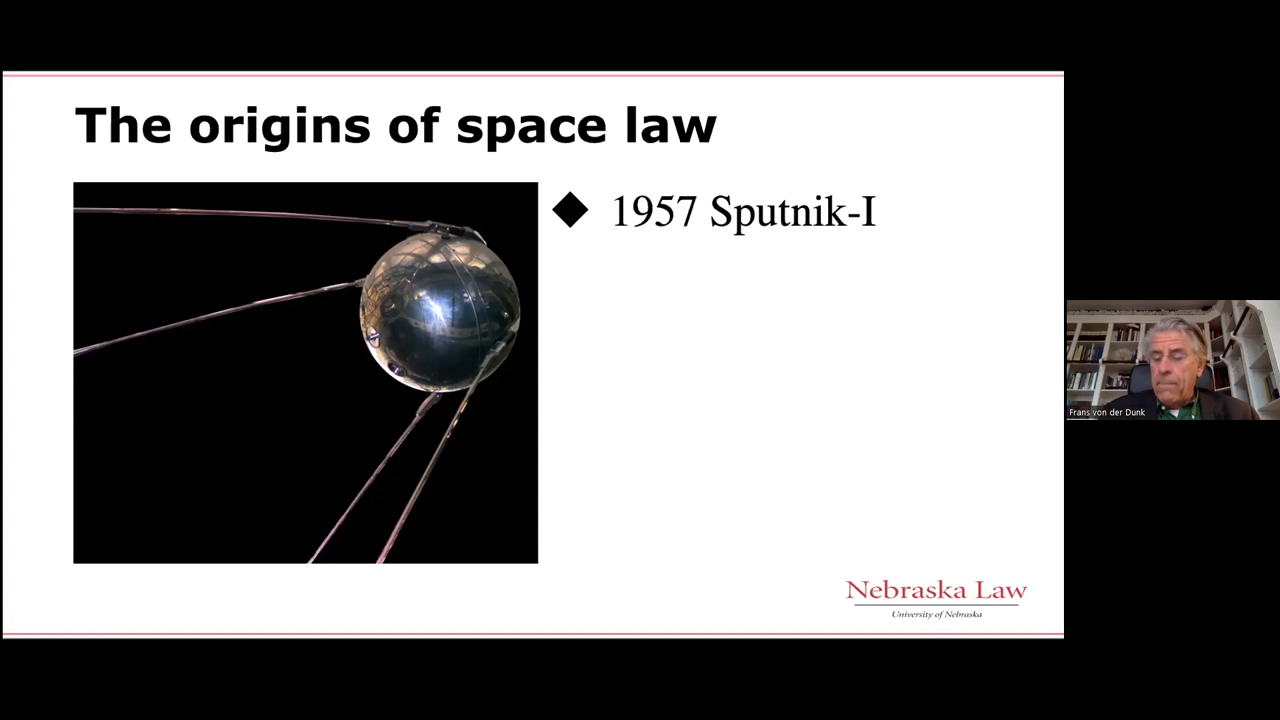 The origins of space law
◆ 1957 Sputnik-I
Nebraska Law
University of Nebraska
Frans von der Dunk